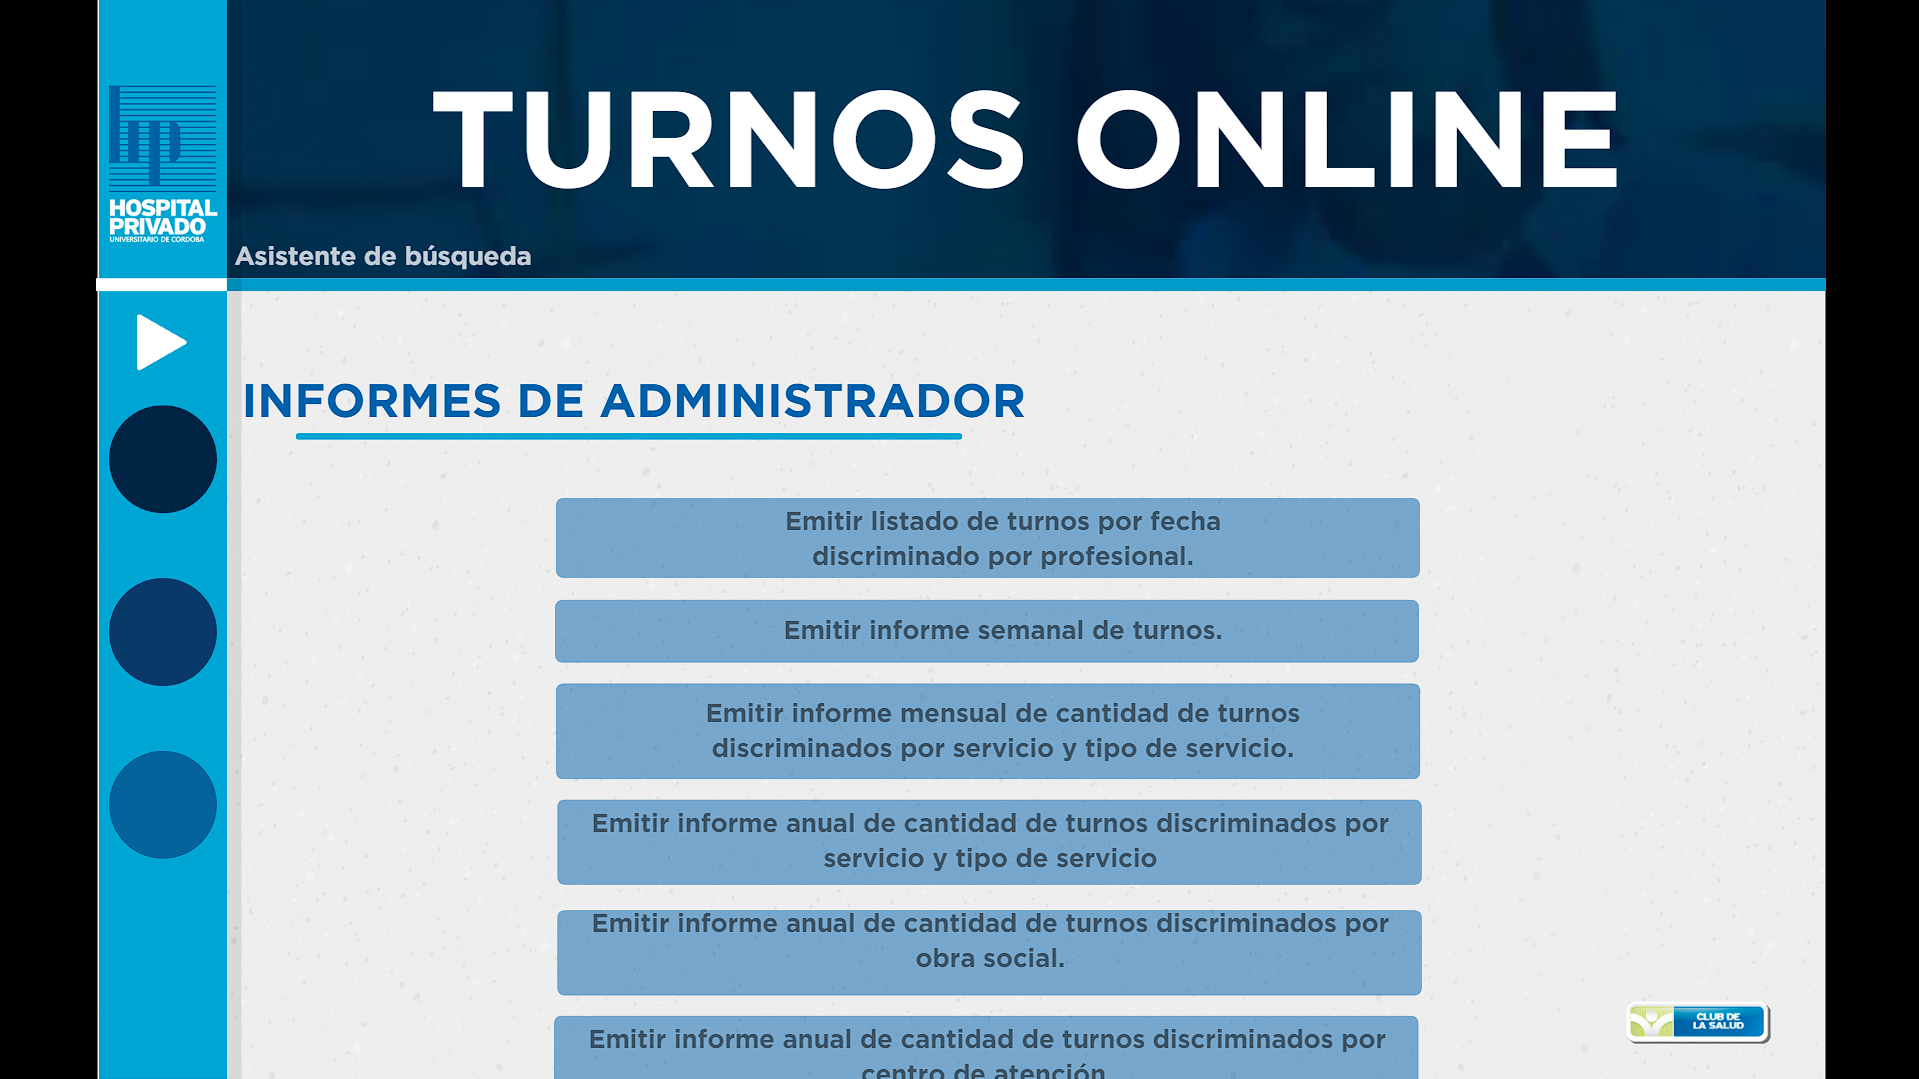 TURNOS ONLINE
hp
HOSPITAL
PRIVADO
UNIVERSITARIO DE CORDOBA
Asistente de búsqueda
INFORMES DE ADMINISTRADOR
Emitir listado de turnos por fecha
discriminado por profesional.
Emitir informe semanal de turnos.
Emitir informe mensual de cantidad de turnos
discriminados por servicio y tipo de servicio.
Emitir informe anual de cantidad de turnos discriminados por
servicio y tipo de servicio
Emitir informe anual de cantidad de turnos discriminados por
obra social.
Emitir informe anual de cantidad de turnos discriminados por
centro de atención
CLUB DE
LA SALUD